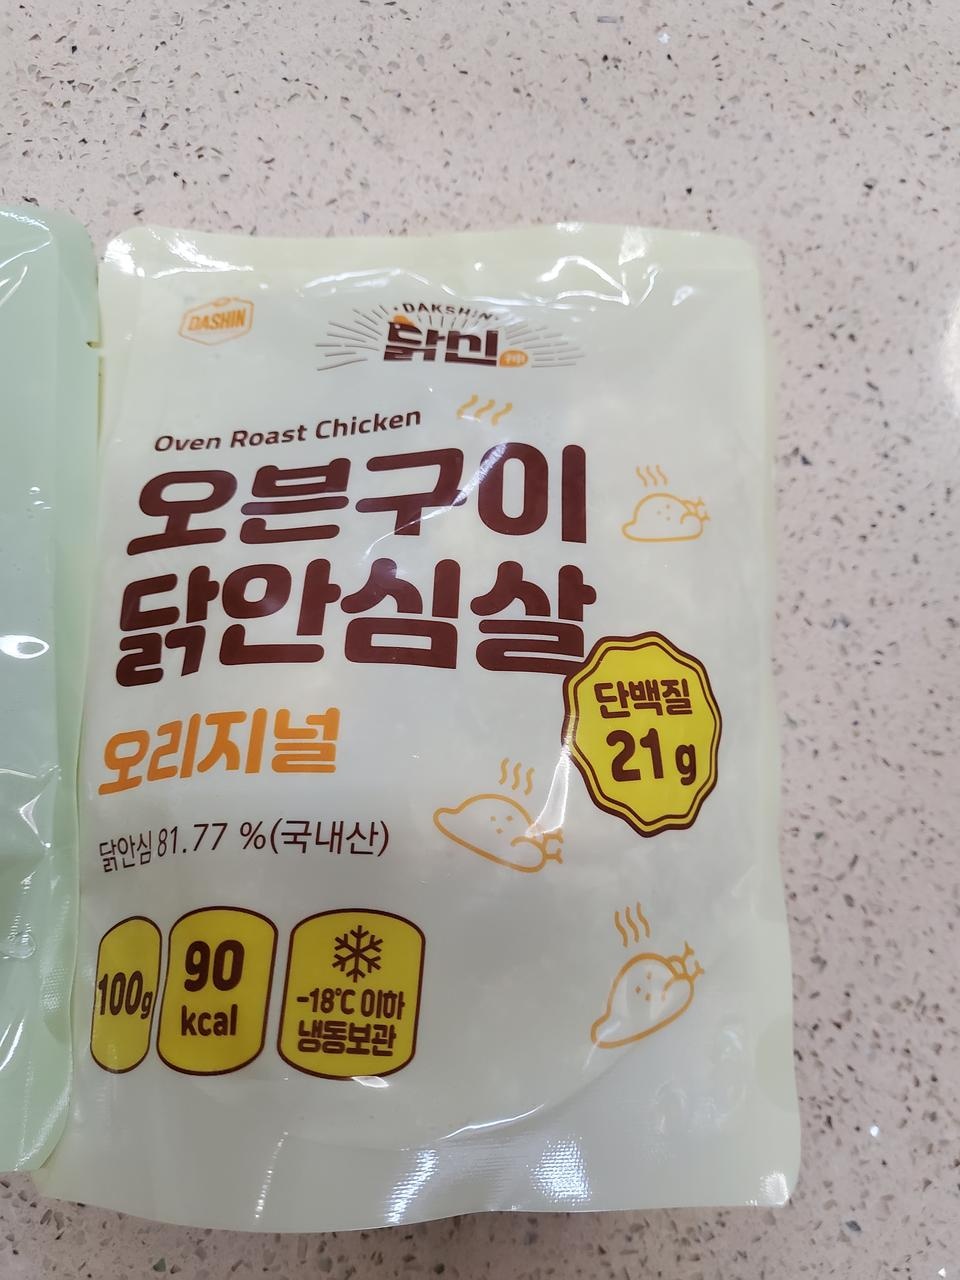 DASHIN
DAKSHIN
닭신
Oven Roast Chicken
오븐구이
닭안심살
단백질
21g
오리지널
닭안심 81.77 %(국내산)
100g
90
kcal
-18℃ 이하
냉동보관